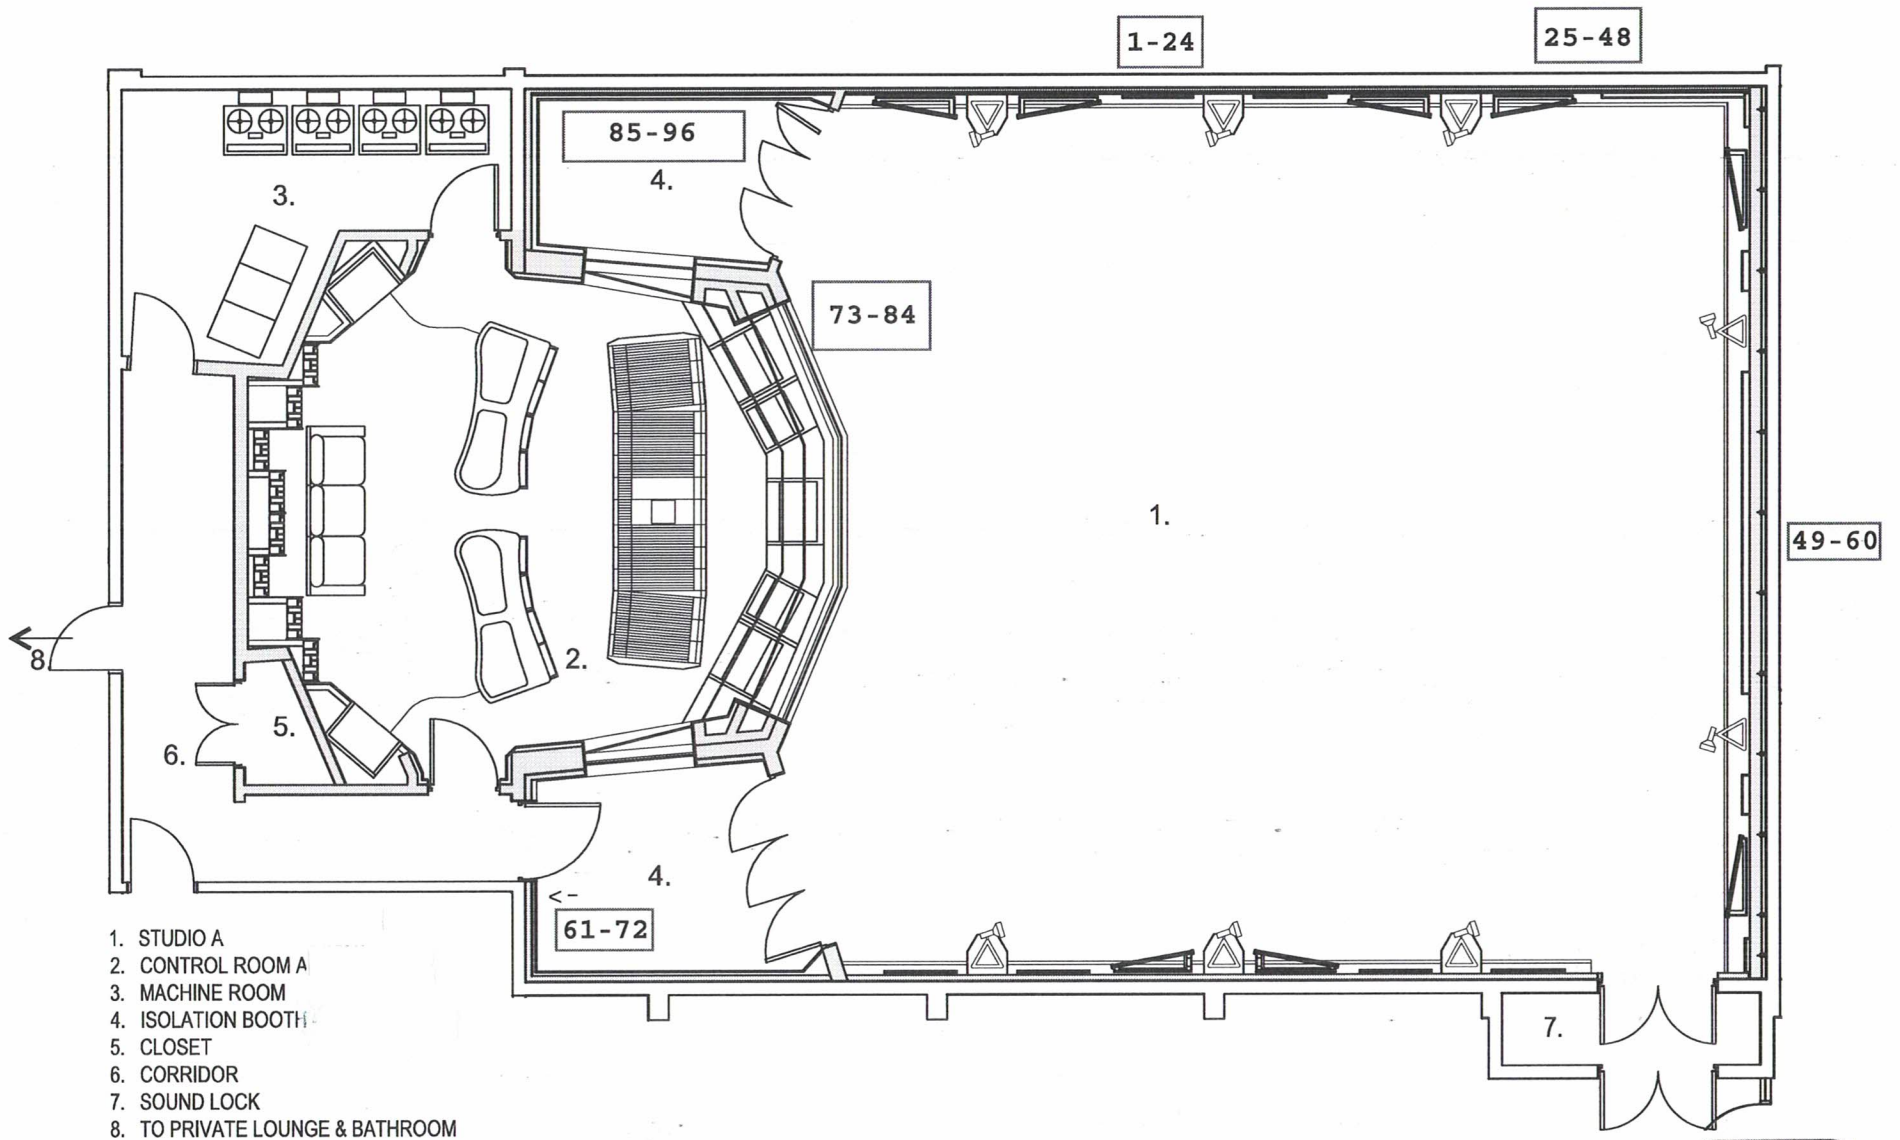 1-24
25-48
85-96
4.
3.
73-84
1.
49-60
2.
8.
5.
6.
4.
<-
61-72
7.
1. STUDIO A
2. CONTROL ROOM A
3. MACHINE ROOM
4. ISOLATION BOOTH
5. CLOSET
6. CORRIDOR
7. SOUND LOCK
8. TO PRIVATE LOUNGE & BATHROOM